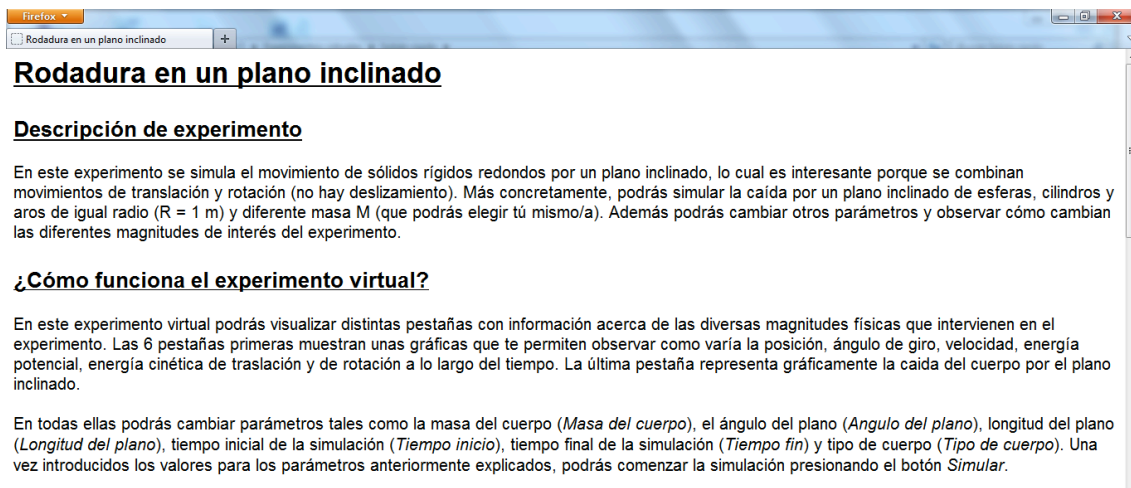 Firefox
Rodadura en un plano inclinado
+
Rodadura en un plano inclinado
Descripción de experimento
En este experimento se simula el movimiento de sólidos rígidos redondos por un plano inclinado, lo cual es interesante porque se combinan
movimientos de translación y rotación (no hay deslizamiento). Más concretamente, podrás simular la caída por un plano inclinado de esferas, cilindros y
aros de igual radio (R = 1 m) y diferente masa M (que podrás elegir tú mismo/a). Además podrás cambiar otros parámetros y observar cómo cambian
las diferentes magnitudes de interés del experimento.
¿Cómo funciona el experimento virtual?
En este experimento virtual podrás visualizar distintas pestañas con información acerca de las diversas magnitudes físicas que intervienen en el
experimento. Las 6 pestañas primeras muestran unas gráficas que te permiten observar como varía la posición, ángulo de giro, velocidad, energía
potencial, energía cinética de traslación y de rotación a lo largo del tiempo. La última pestaña representa gráficamente la caida del cuerpo por el plano
inclinado.
En todas ellas podrás cambiar parámetros tales como la masa del cuerpo (Masa del cuerpo), el ángulo del plano (Angulo del plano), longitud del plano
(Longitud del plano), tiempo inicial de la simulación (Tiempo inicio), tiempo final de la simulación (Tiempo fin) y tipo de cuerpo (Tipo de cuerpo). Una
vez introducidos los valores para los parámetros anteriormente explicados, podrás comenzar la simulación presionando el botón Simular.